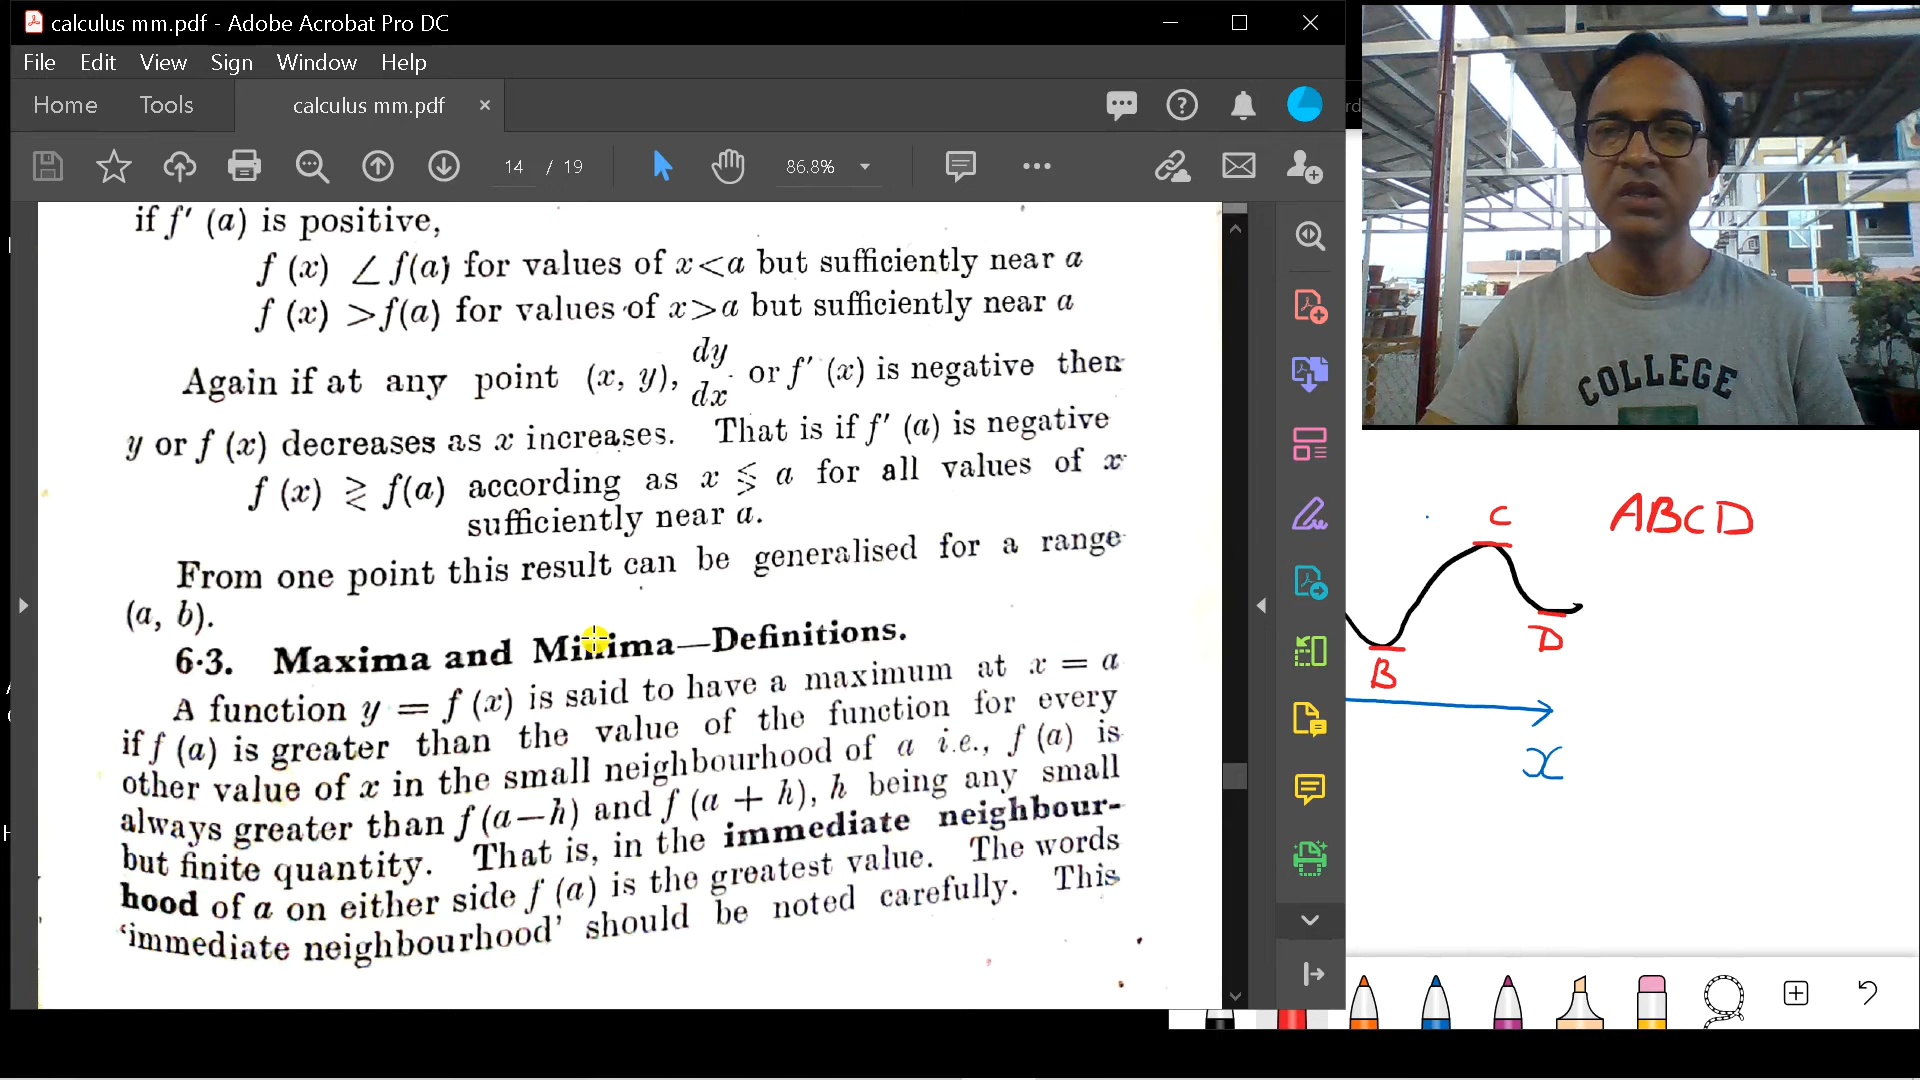 calculus mm.pdf - Adobe Acrobat Pro DC
File Edit View Sign Window Help
Home Tools calculus mm.pdf
14 / 19 86.8%
if f' (a) is positive,
f (x) ∠ f(a) for values of x<a but sufficiently near a
f (x) >f(a) for values of x>a but sufficiently near a
Again if at any point (x, y), dy/dx or f' (x) is negative then
y or f (x) decreases as x increases. That is if f' (a) is negative
f (x) ≷ f(a) according as x ≶ a for all values of x
sufficiently near a.
From one point this result can be generalised for a range
(a, b).
6·3. Maxima and Minima—Definitions.
A function y = f (x) is said to have a maximum at x = a
if f (a) is greater than the value of the function for every
other value of x in the small neighbourhood of a i.e., f (a) is
always greater than f (a—h) and f (a + h), h being any small
but finite quantity. That is, in the immediate neighbour-
hood of a on either side f (a) is the greatest value. The words
'immediate neighbourhood' should be noted carefully. This
COLLEGE
C ABCD
B D
x